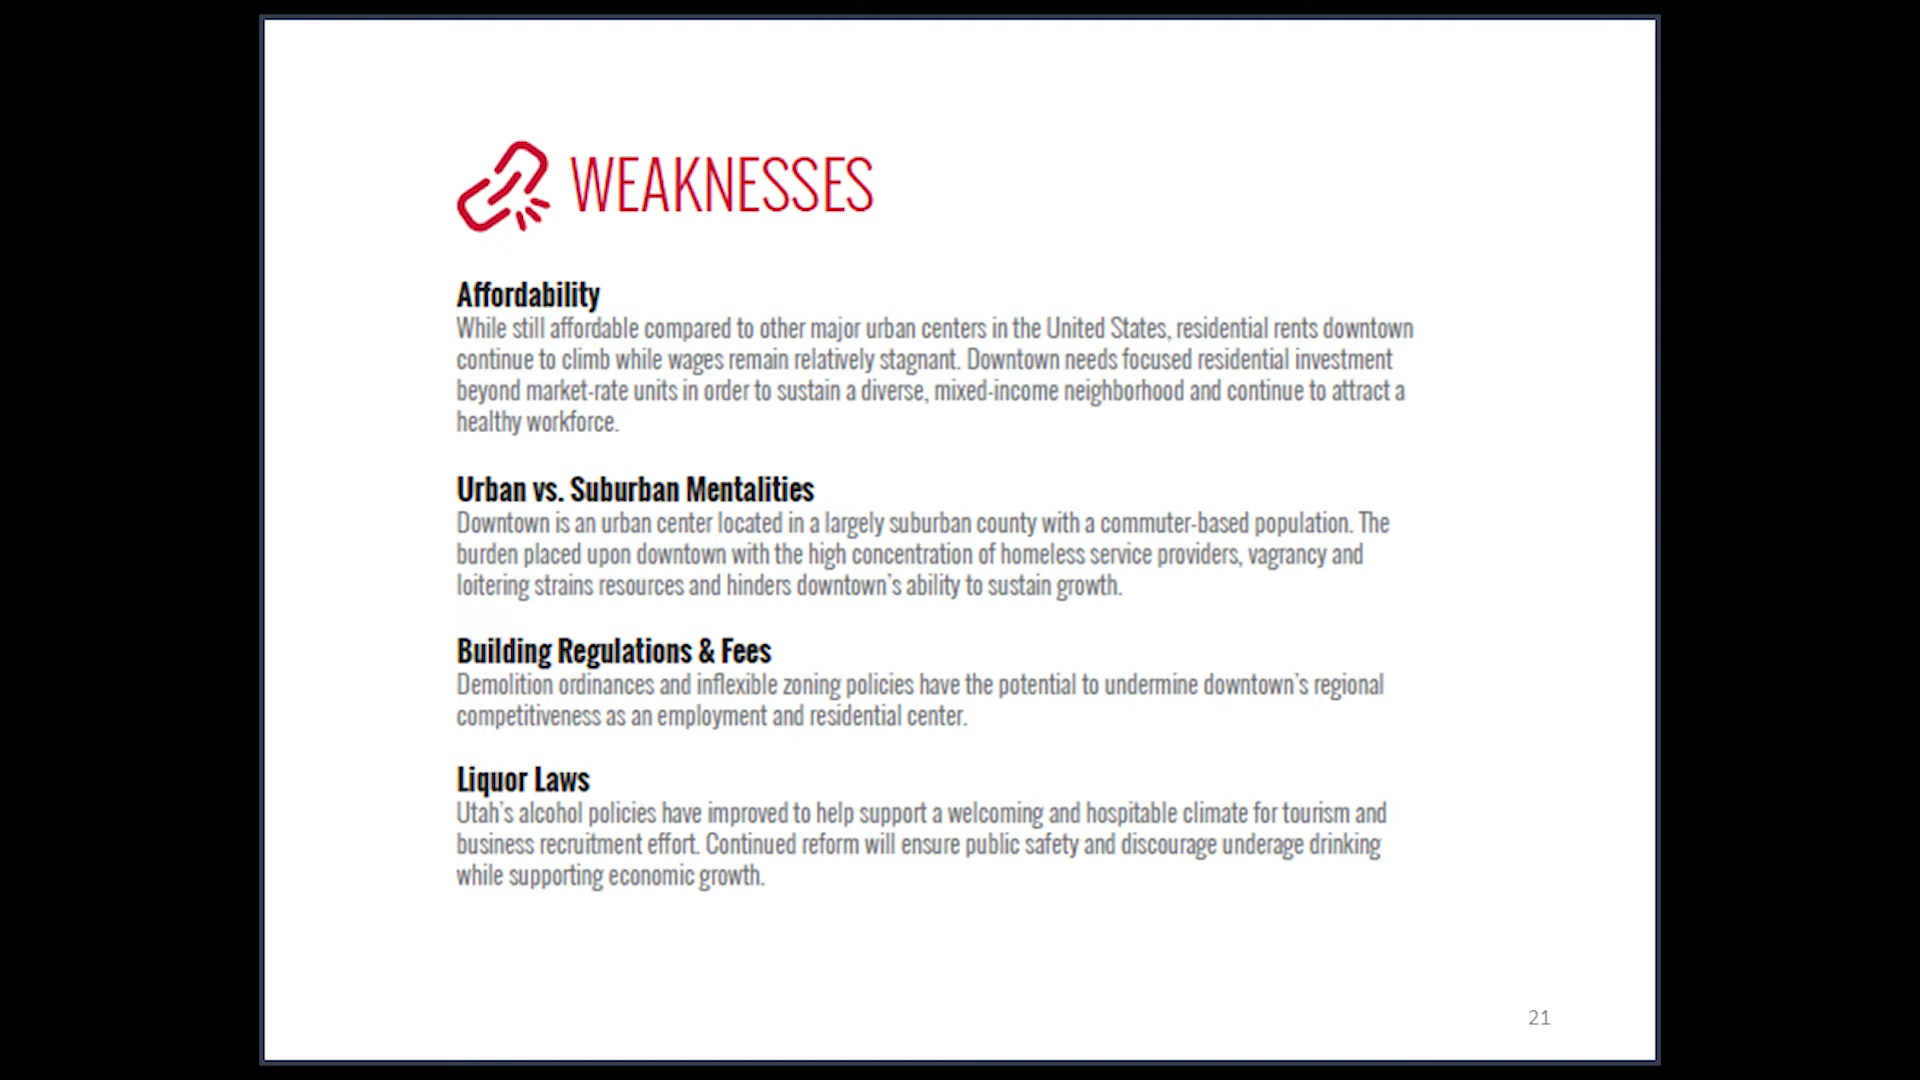 WEAKNESSES
Affordability
While still affordable compared to other major urban centers in the United States, residential rents downtown
continue to climb while wages remain relatively stagnant. Downtown needs focused residential investment
beyond market-rate units in order to sustain a diverse, mixed-income neighborhood and continue to attract a
healthy workforce.
Urban vs. Suburban Mentalities
Downtown is an urban center located in a largely suburban county with a commuter-based population. The
burden placed upon downtown with the high concentration of homeless service providers, vagrancy and
loitering strains resources and hinders downtown's ability to sustain growth.
Building Regulations & Fees
Demolition ordinances and inflexible zoning policies have the potential to undermine downtown's regional
competitiveness as an employment and residential center.
Liquor Laws
Utah's alcohol policies have improved to help support a welcoming and hospitable climate for tourism and
business recruitment effort. Continued reform will ensure public safety and discourage underage drinking
while supporting economic growth.
21